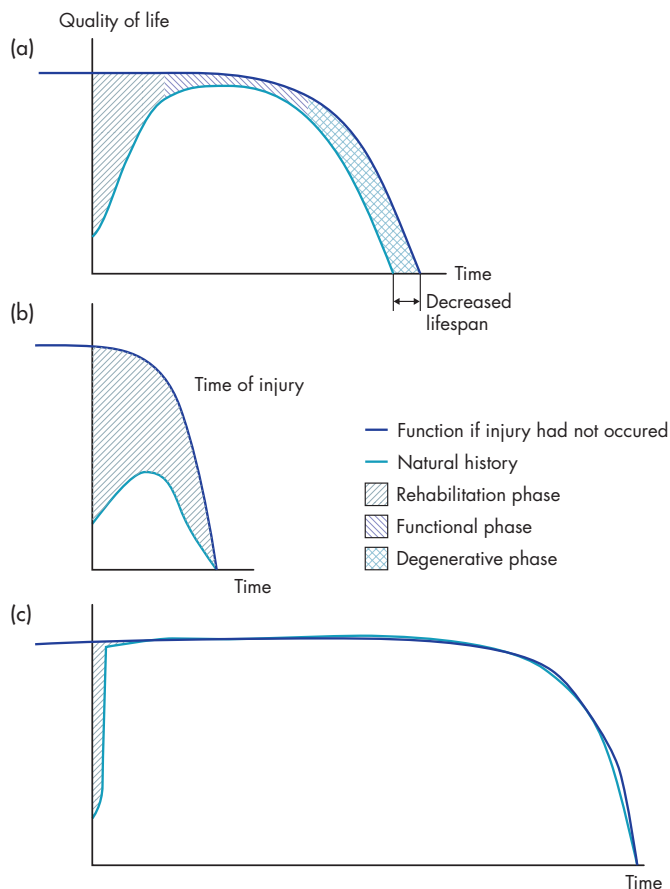 Quality of life
(a)
Time
Decreased
lifespan
(b)
Time of injury
Function if injury had not occured
Natural history
Rehabilitation phase
Functional phase
Degenerative phase
Time
(c)
Time